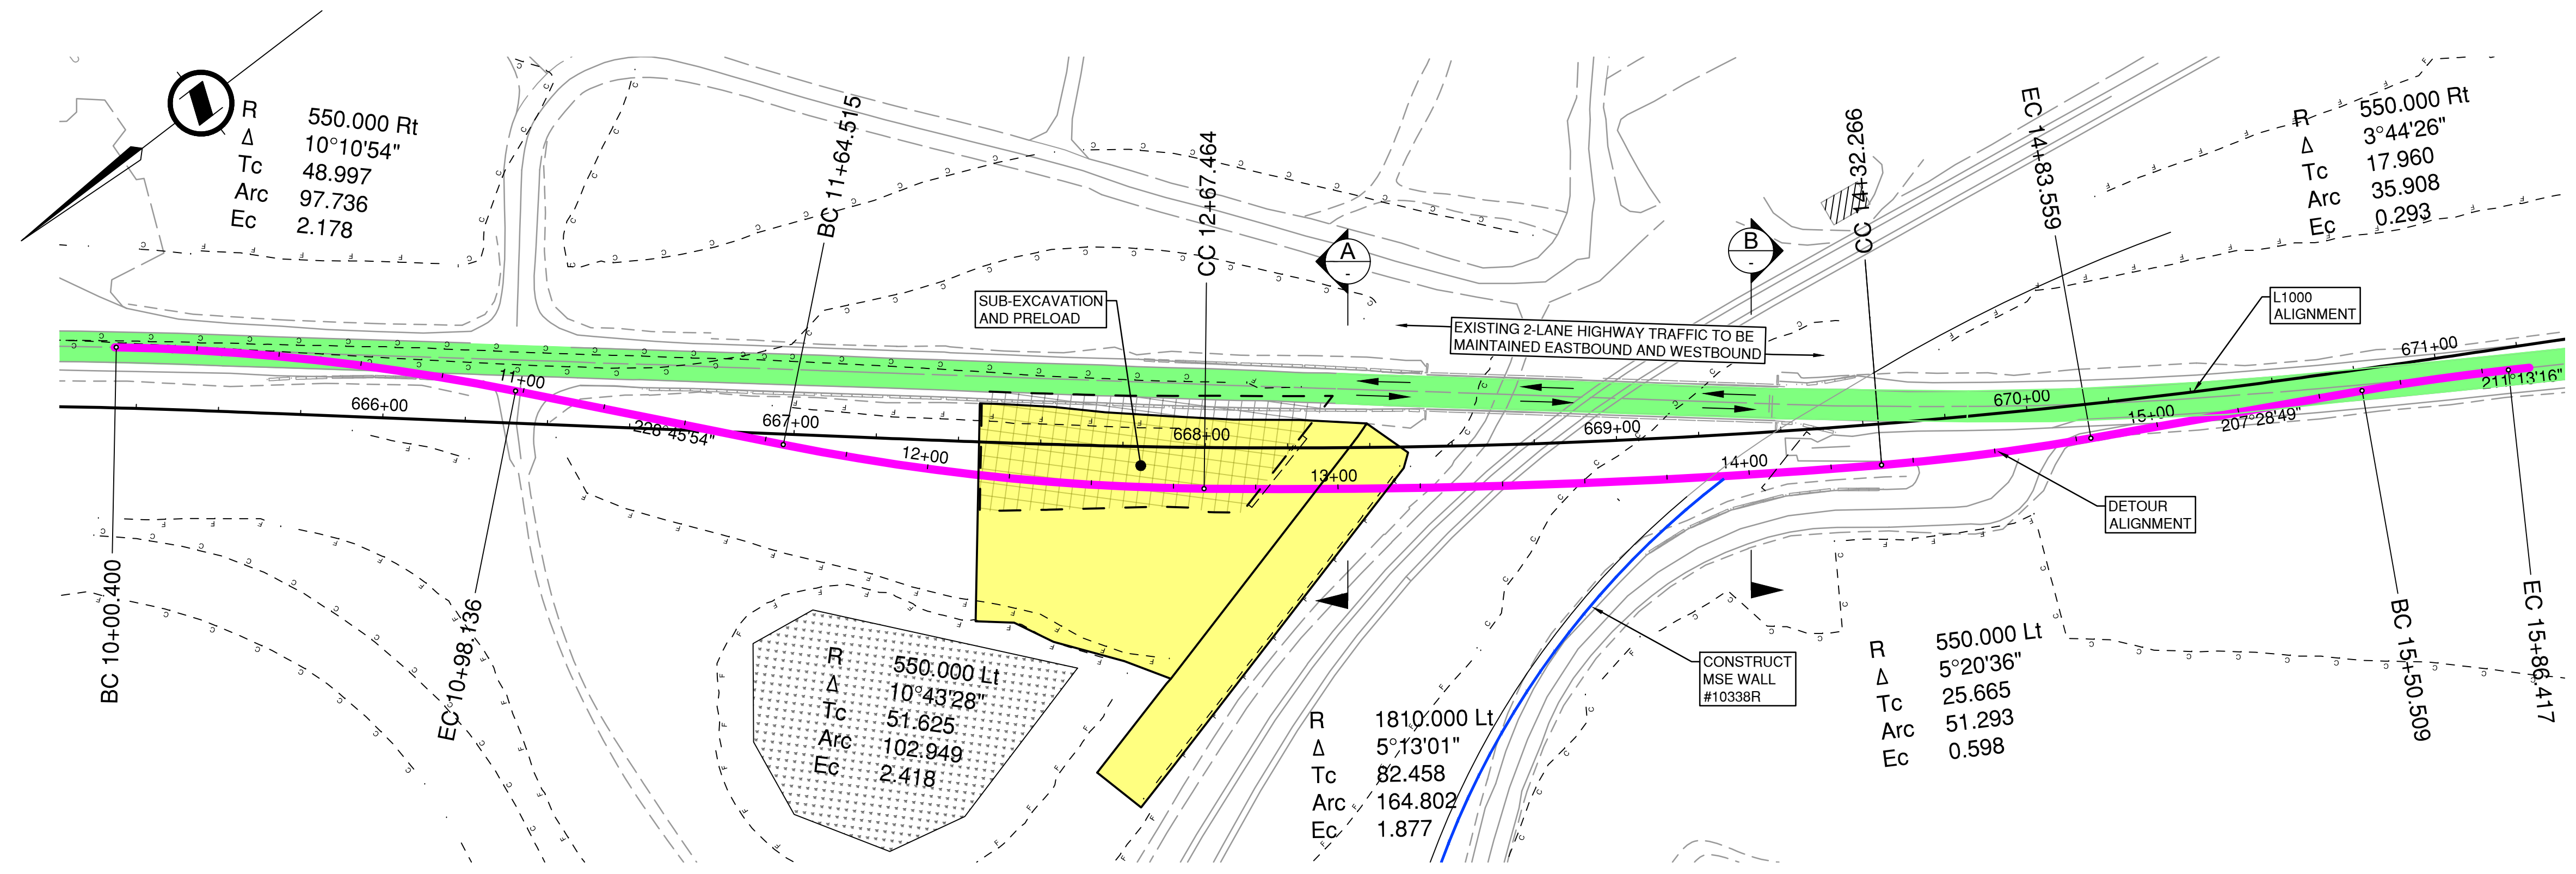 R 550.000 Rt
Δ 10°10'54"
Tc 48.997
Arc 97.736
Ec 2.178
BC 11+64.515
CC 12+67.464
A
-
B
-
CC 14+32.266
EC 14+83.559
R 550.000 Rt
Δ 3°44'26"
Tc 17.960
Arc 35.908
Ec 0.293
SUB-EXCAVATION
AND PRELOAD
EXISTING 2-LANE HIGHWAY TRAFFIC TO BE
MAINTAINED EASTBOUND AND WESTBOUND
L1000
ALIGNMENT
666+00
11+00
228°45'54"
667+00
12+00
668+00
13+00
669+00
14+00
670+00
15+00
207°28'49"
671+00
211°13'16"
DETOUR
ALIGNMENT
BC 10+00.400
EC 10+98.136
R 550.000 Lt
Δ 10°43'28"
Tc 51.625
Arc 102.949
Ec 2.418
R 1810.000 Lt
Δ 5°13'01"
Tc 82.458
Arc 164.802
Ec 1.877
CONSTRUCT
MSE WALL
#10338R
R 550.000 Lt
Δ 5°20'36"
Tc 25.665
Arc 51.293
Ec 0.598
BC 15+50.509
EC 15+86.417